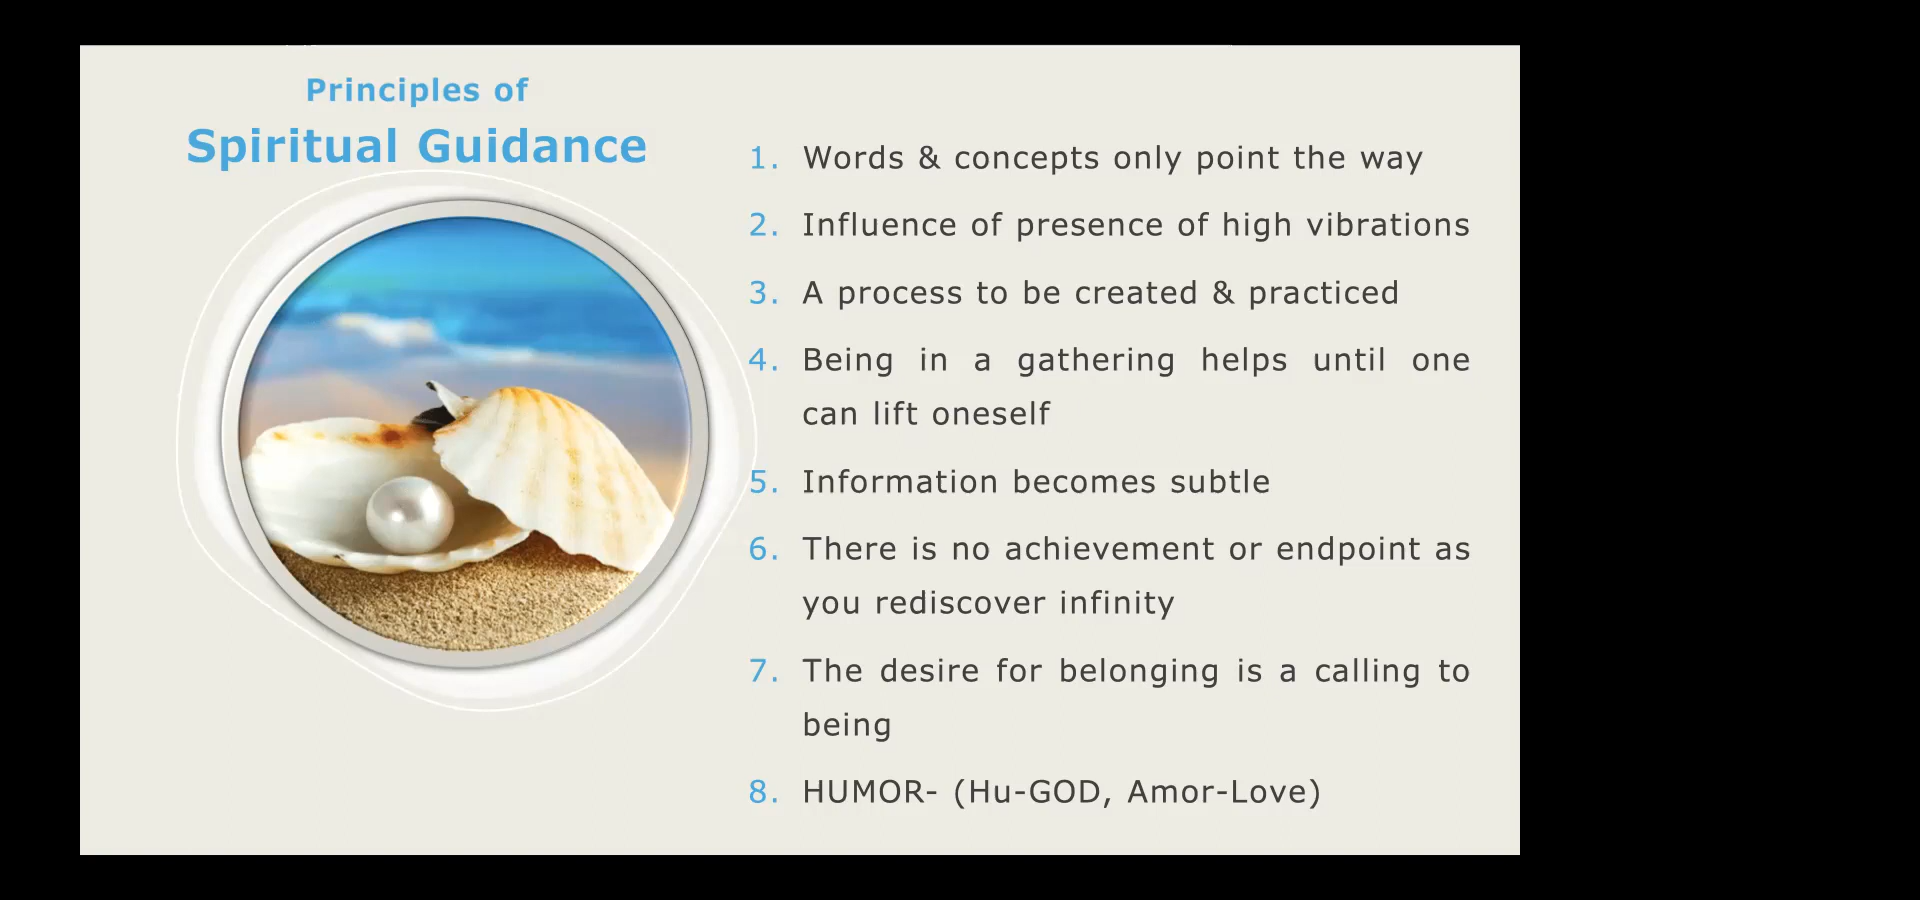 Principles of
Spiritual Guidance
1. Words & concepts only point the way
2. Influence of presence of high vibrations
3. A process to be created & practiced
4. Being in a gathering helps until one
can lift oneself
5. Information becomes subtle
6. There is no achievement or endpoint as
you rediscover infinity
7. The desire for belonging is a calling to
being
8. HUMOR- (Hu-GOD, Amor-Love)